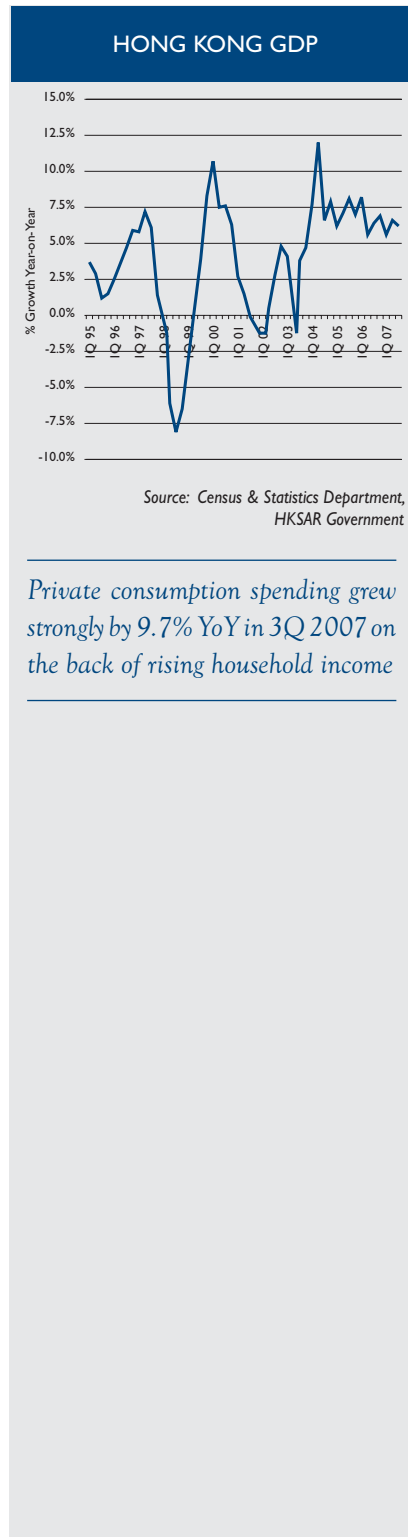 HONG KONG GDP
15.0%
12.5%
10.0%
7.5%
5.0%
2.5%
0.0%
-2.5%
-5.0%
-7.5%
-10.0%
% Growth Year-on-Year
1Q 95
1Q 96
1Q 97
1Q 98
1Q 99
1Q 00
1Q 01
1Q 02
1Q 03
1Q 04
1Q 05
1Q 06
1Q 07
Source: Census & Statistics Department,
HKSAR Government
Private consumption spending grew
strongly by 9.7% YoY in 3Q 2007 on
the back of rising household income